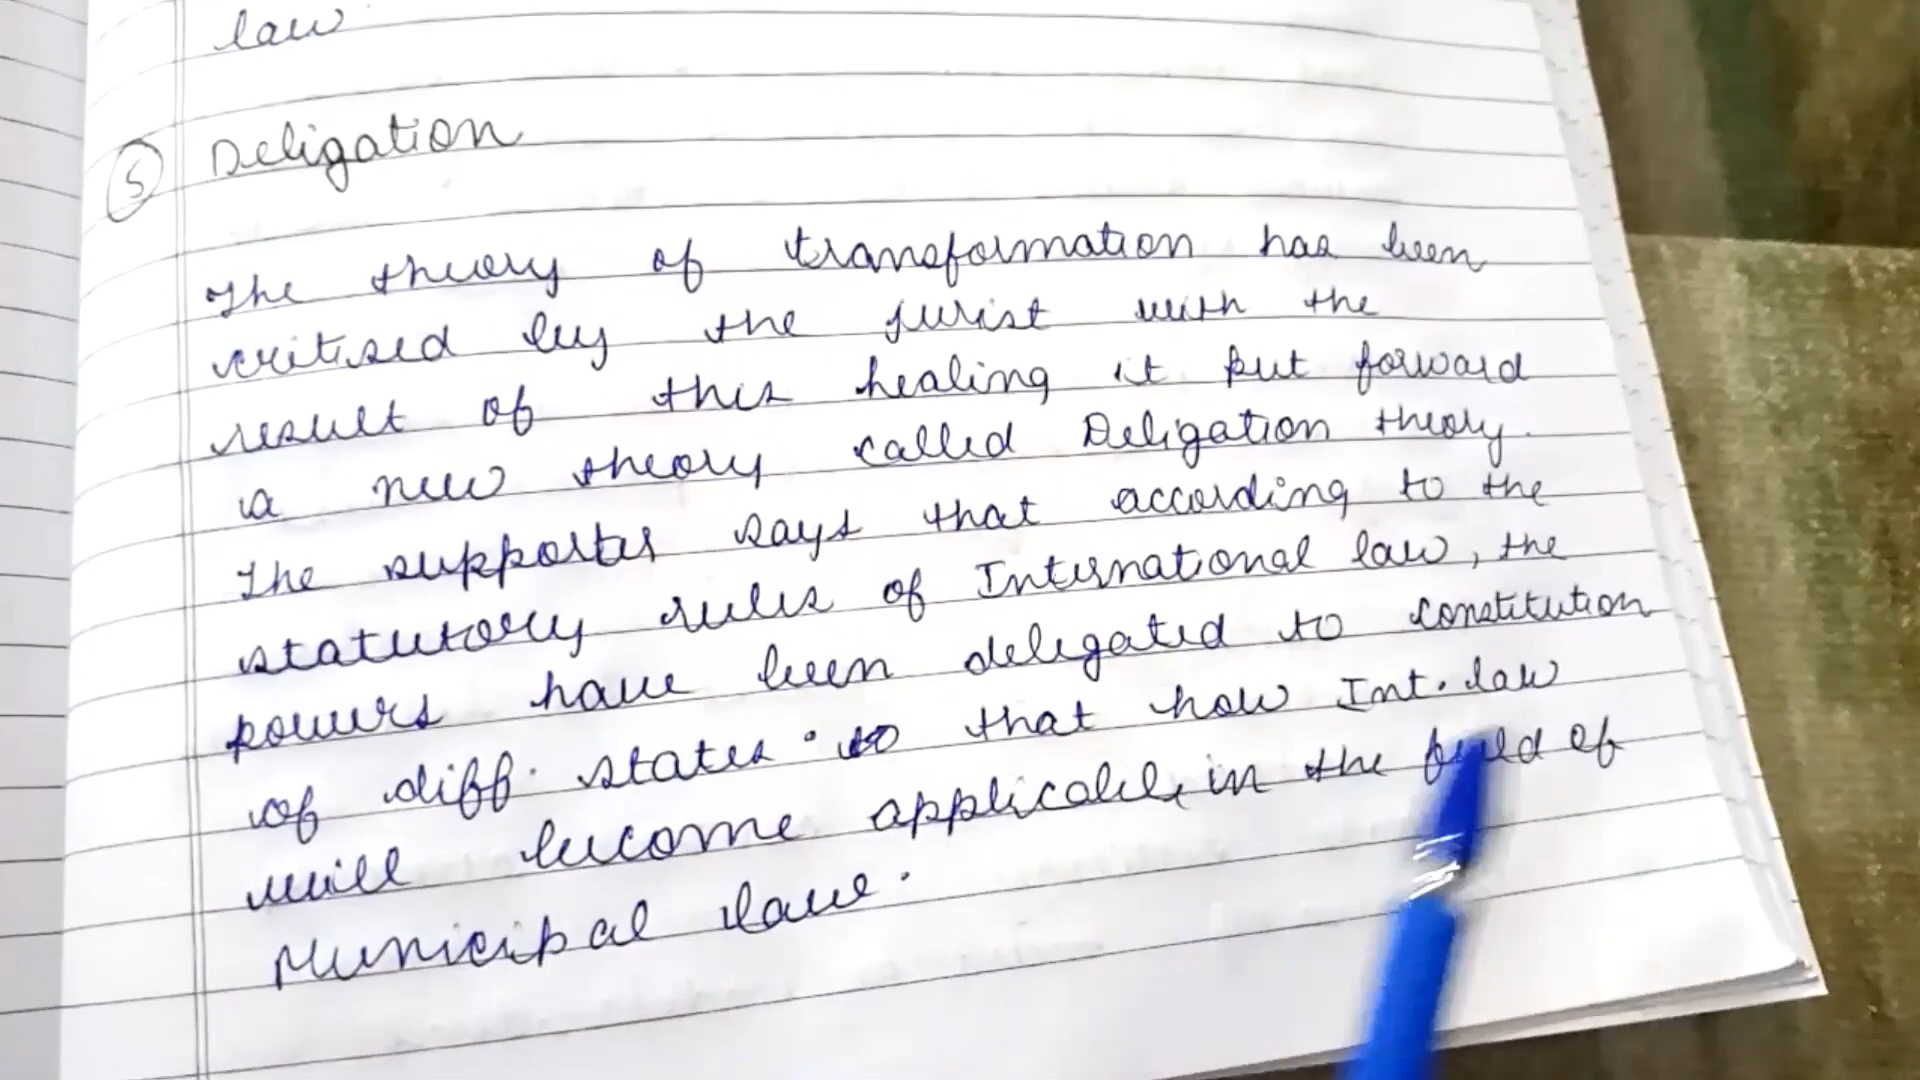 law
5 Deligation
The theory of transformation has been
critised by the jurist with the
result of this healing it put forward
a new theory called Deligation theory.
The supporter says that according to the
statutory rules of International law, the
powers have been delegated to constitution
of diff. states. so that how Int. law
will become applicable in the field of
Municipal law.